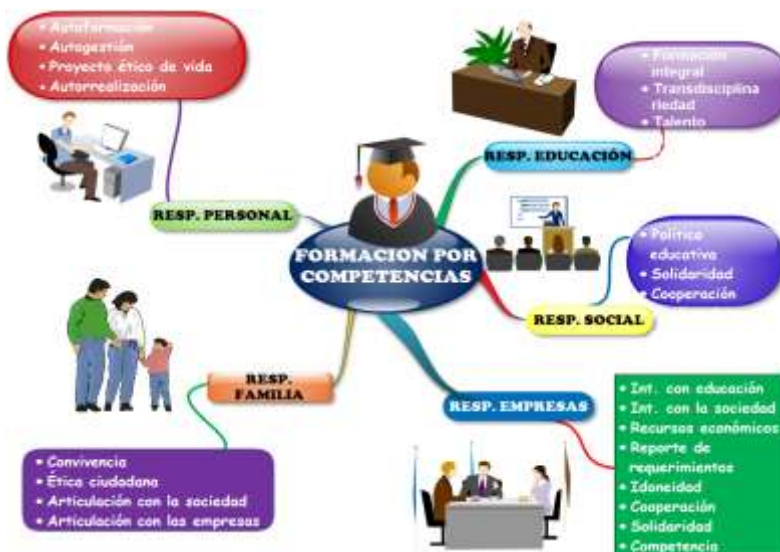 • Autoformación
• Autogestión
• Proyecto ético de vida
• Autorrealización
• Formacion
integral
• Transdisciplina
riedad
• Talento
RESP. EDUCACIÓN
RESP. PERSONAL
FORMACION POR
COMPETENCIAS
• Política
educativa
• Solidaridad
• Cooperación
RESP. SOCIAL
RESP.
FAMILIA
RESP. EMPRESAS
• Int. con educación
• Int. con la sociedad
• Recursos económicos
• Reporte de
requerimientos
• Idoneidad
• Cooperación
• Solidaridad
• Competencia
• Convivencia
• Ética ciudadana
• Articulación con la sociedad
• Articulación con las empresas